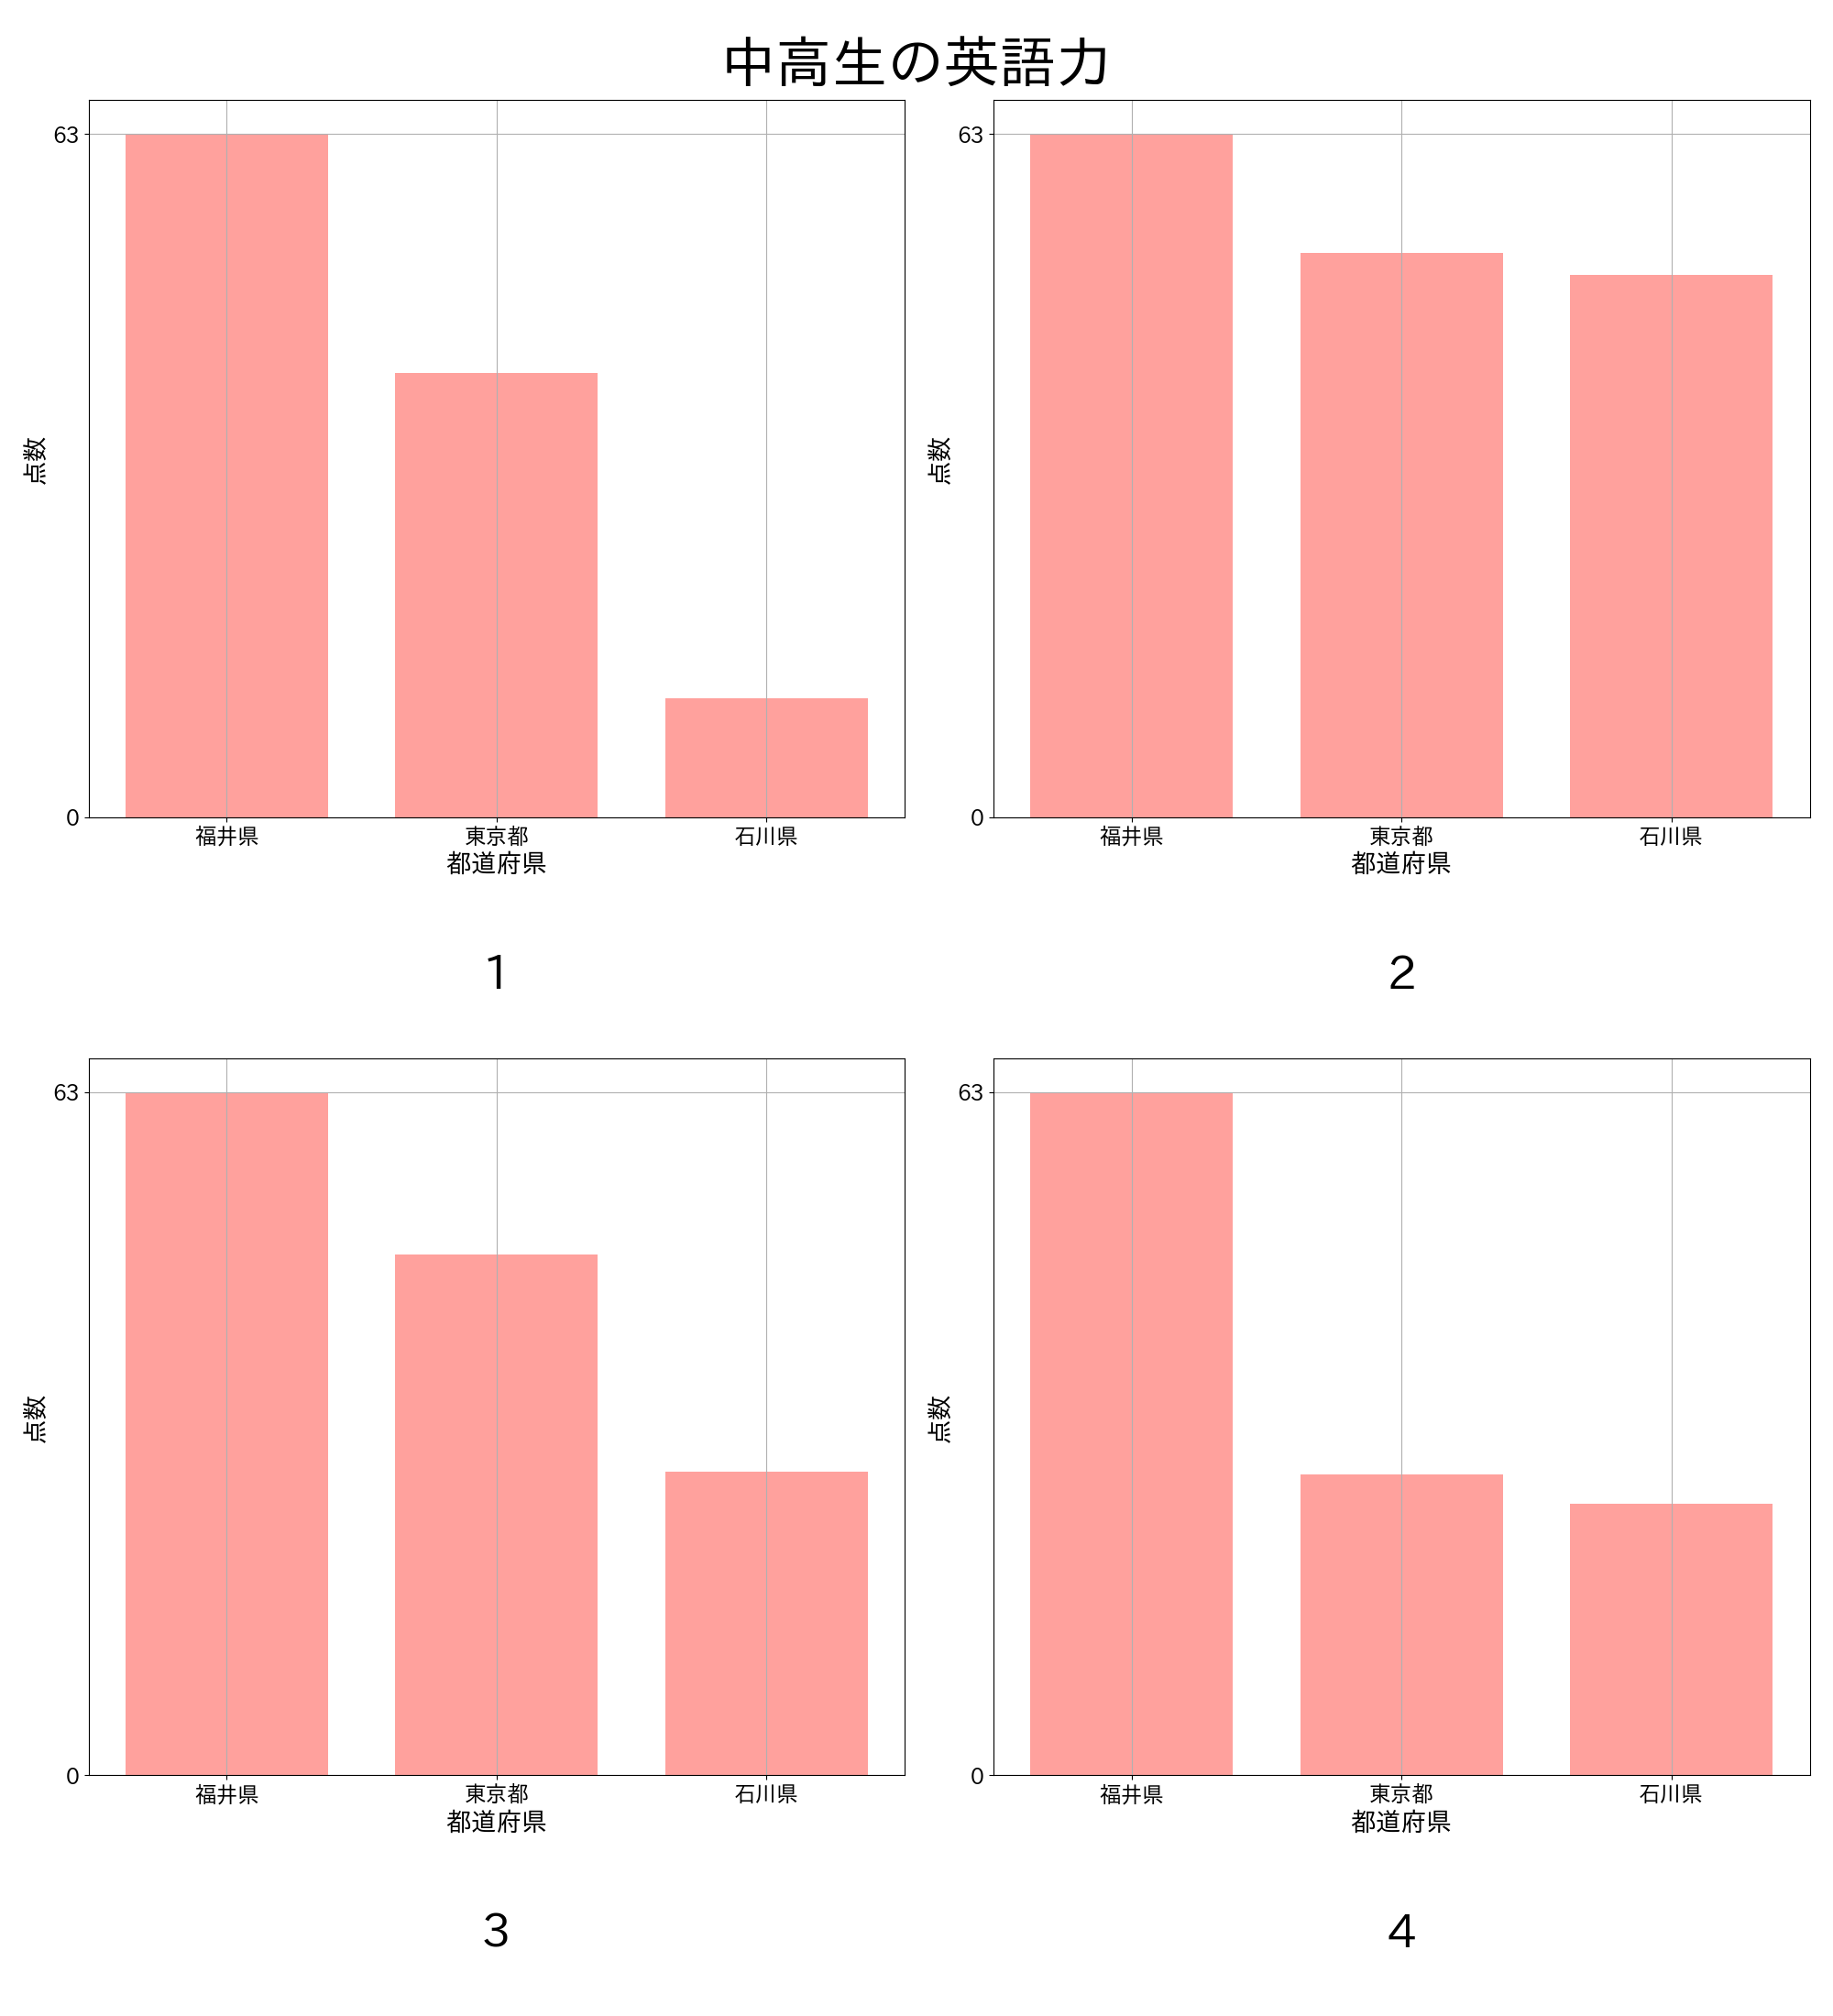 中高生の英語力
63
点数
0
福井県 東京都 石川県
都道府県
1
63
点数
0
福井県 東京都 石川県
都道府県
2
63
点数
0
福井県 東京都 石川県
都道府県
3
63
点数
0
福井県 東京都 石川県
都道府県
4